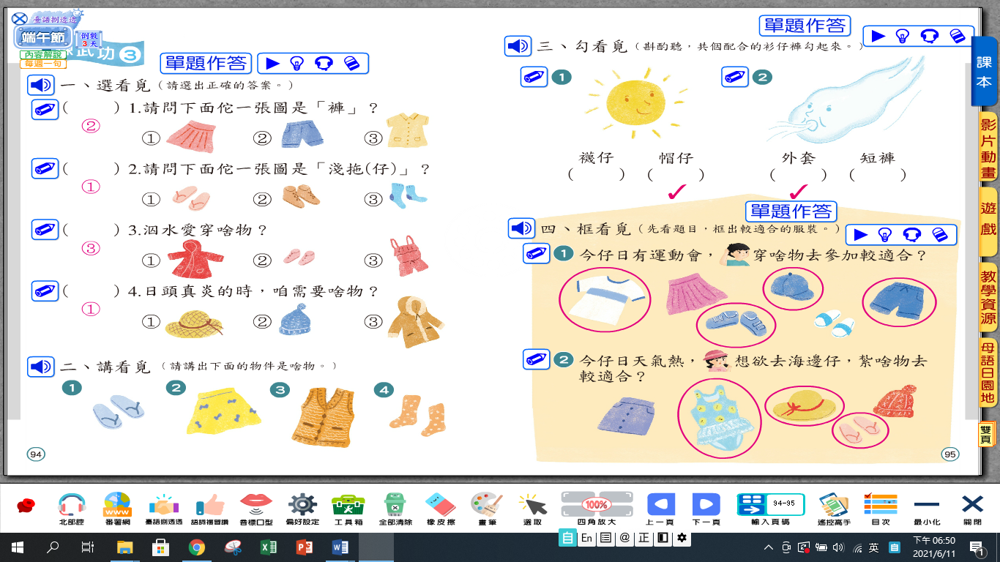 臺語捌透透
端午節
倒數
3天
內容解說
每週一句
練武功3
單題作答
一、選看覓（請選出正確的答案。）
(②) 1.請問下面佗一張圖是「褲」？
① ② ③
(①) 2.請問下面佗一張圖是「淺拖(仔)」？
① ② ③
(③) 3.泅水愛穿啥物？
① ② ③
(①) 4.日頭真炎的時，咱需要啥物？
① ② ③
二、講看覓（請講出下面的物件是啥物。）
1 2 3 4
94
單題作答
三、勾看覓（斟酌聽，共個配合的衫仔褲勾起來。）
1 2
襪仔 帽仔 外套 短褲
( ) (✓) (✓) ( )
單題作答
四、框看覓（先看題目，框出較適合的服裝。）
1 今仔日有運動會，穿啥物去參加較適合？
2 今仔日天氣熱，想欲去海邊仔，紮啥物去
較適合？
95
課本
影片動畫
遊戲
教學資源
母語日園地
雙頁
WWW
100%
94-95
北部腔
番薯網
臺語捌透透
語詞複習讚
音標口型
偏好設定
工具箱
全部清除
橡皮擦
畫筆
選取
四角放大
上一頁
下一頁
輸入頁碼
遙控高手
目次
最小化
關閉
自 En @ 正
英 自
下午 06:50
2021/6/11
1